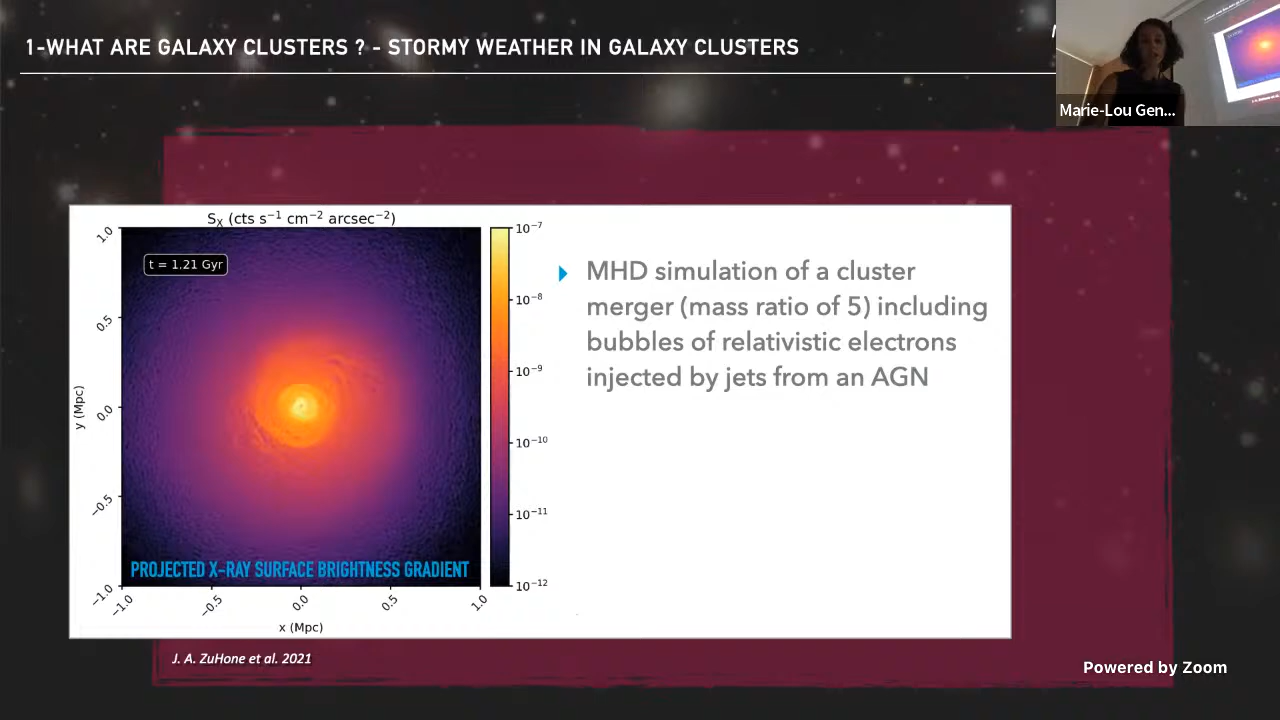 1-WHAT ARE GALAXY CLUSTERS ? - STORMY WEATHER IN GALAXY CLUSTERS
Marie-Lou Gen...
S_X (cts s⁻¹ cm⁻² arcsec⁻²)
t = 1.21 Gyr
1.0
0.5
0.0
−0.5
−1.0
y (Mpc)
−1.0
−0.5
0.0
0.5
1.0
x (Mpc)
10⁻⁷
10⁻⁸
10⁻⁹
10⁻¹⁰
10⁻¹¹
10⁻¹²
PROJECTED X-RAY SURFACE BRIGHTNESS GRADIENT
MHD simulation of a cluster
merger (mass ratio of 5) including
bubbles of relativistic electrons
injected by jets from an AGN
J. A. ZuHone et al. 2021
Powered by Zoom